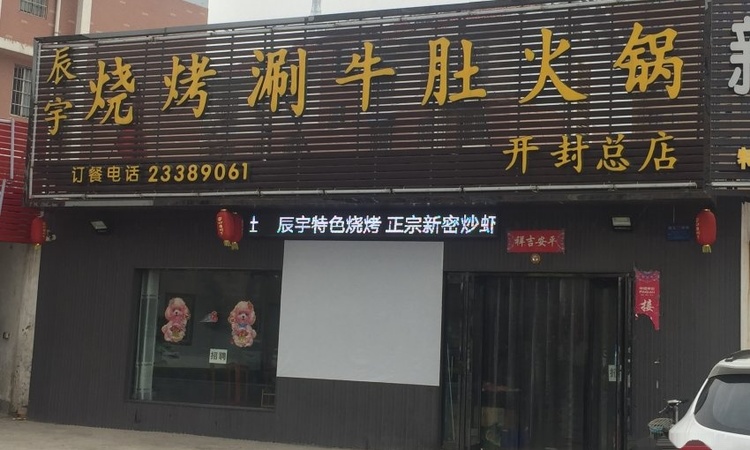 辰宇
烧烤涮牛肚火锅
开封总店
订餐电话 23389061
辰宇特色烧烤 正宗新密炒虾
祥吉安平
招聘
接